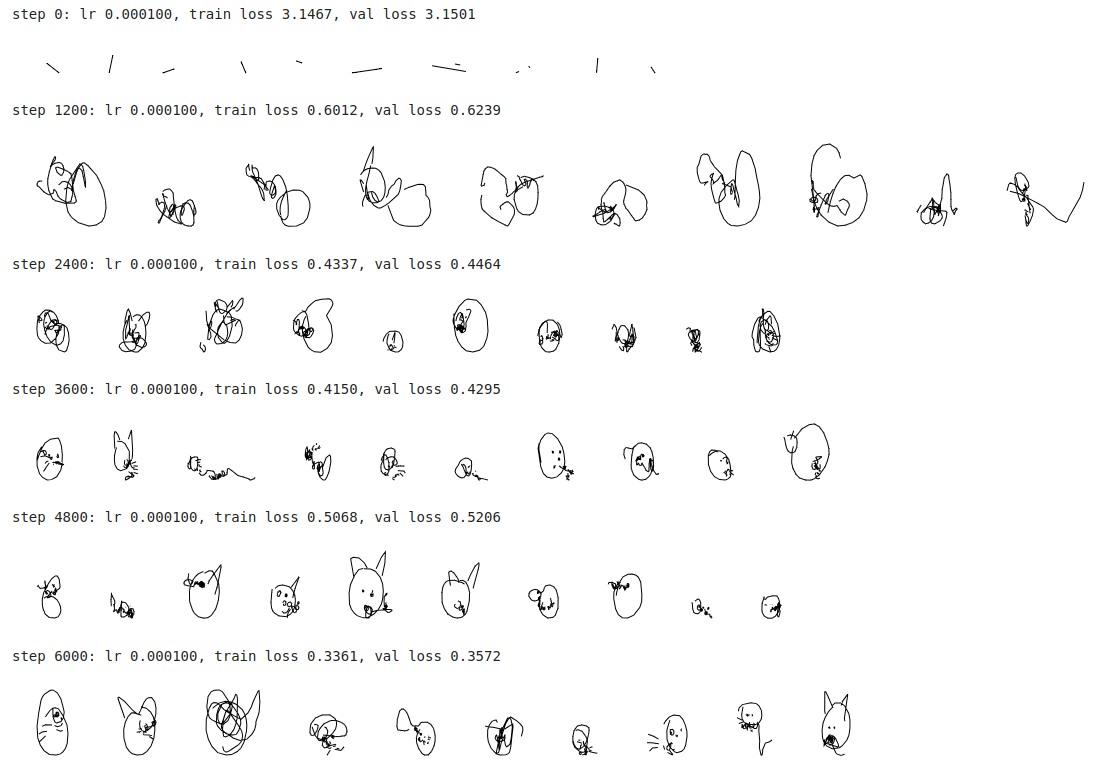 step 0: lr 0.000100, train loss 3.1467, val loss 3.1501
step 1200: lr 0.000100, train loss 0.6012, val loss 0.6239
step 2400: lr 0.000100, train loss 0.4337, val loss 0.4464
step 3600: lr 0.000100, train loss 0.4150, val loss 0.4295
step 4800: lr 0.000100, train loss 0.5068, val loss 0.5206
step 6000: lr 0.000100, train loss 0.3361, val loss 0.3572